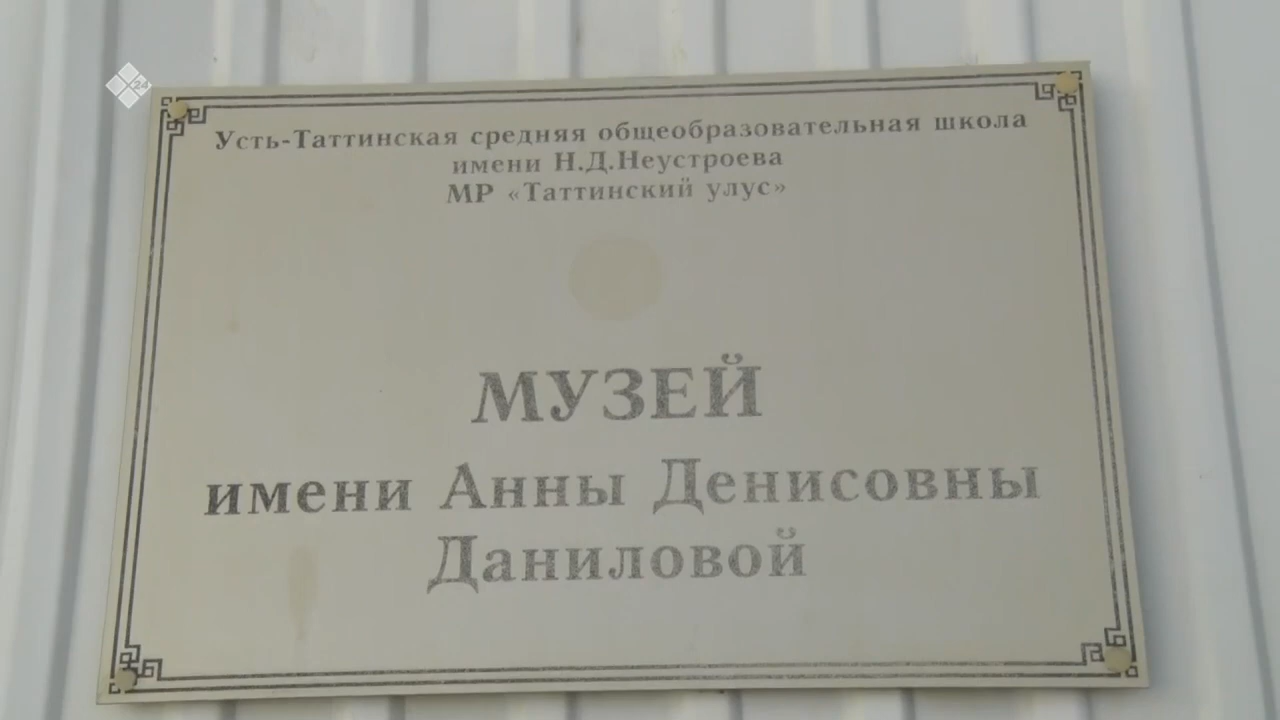 Усть-Таттинская средняя общеобразовательная школа
имени Н.Д.Неустроева
МР «Таттинский улус»
МУЗЕЙ
имени Анны Денисовны
Даниловой